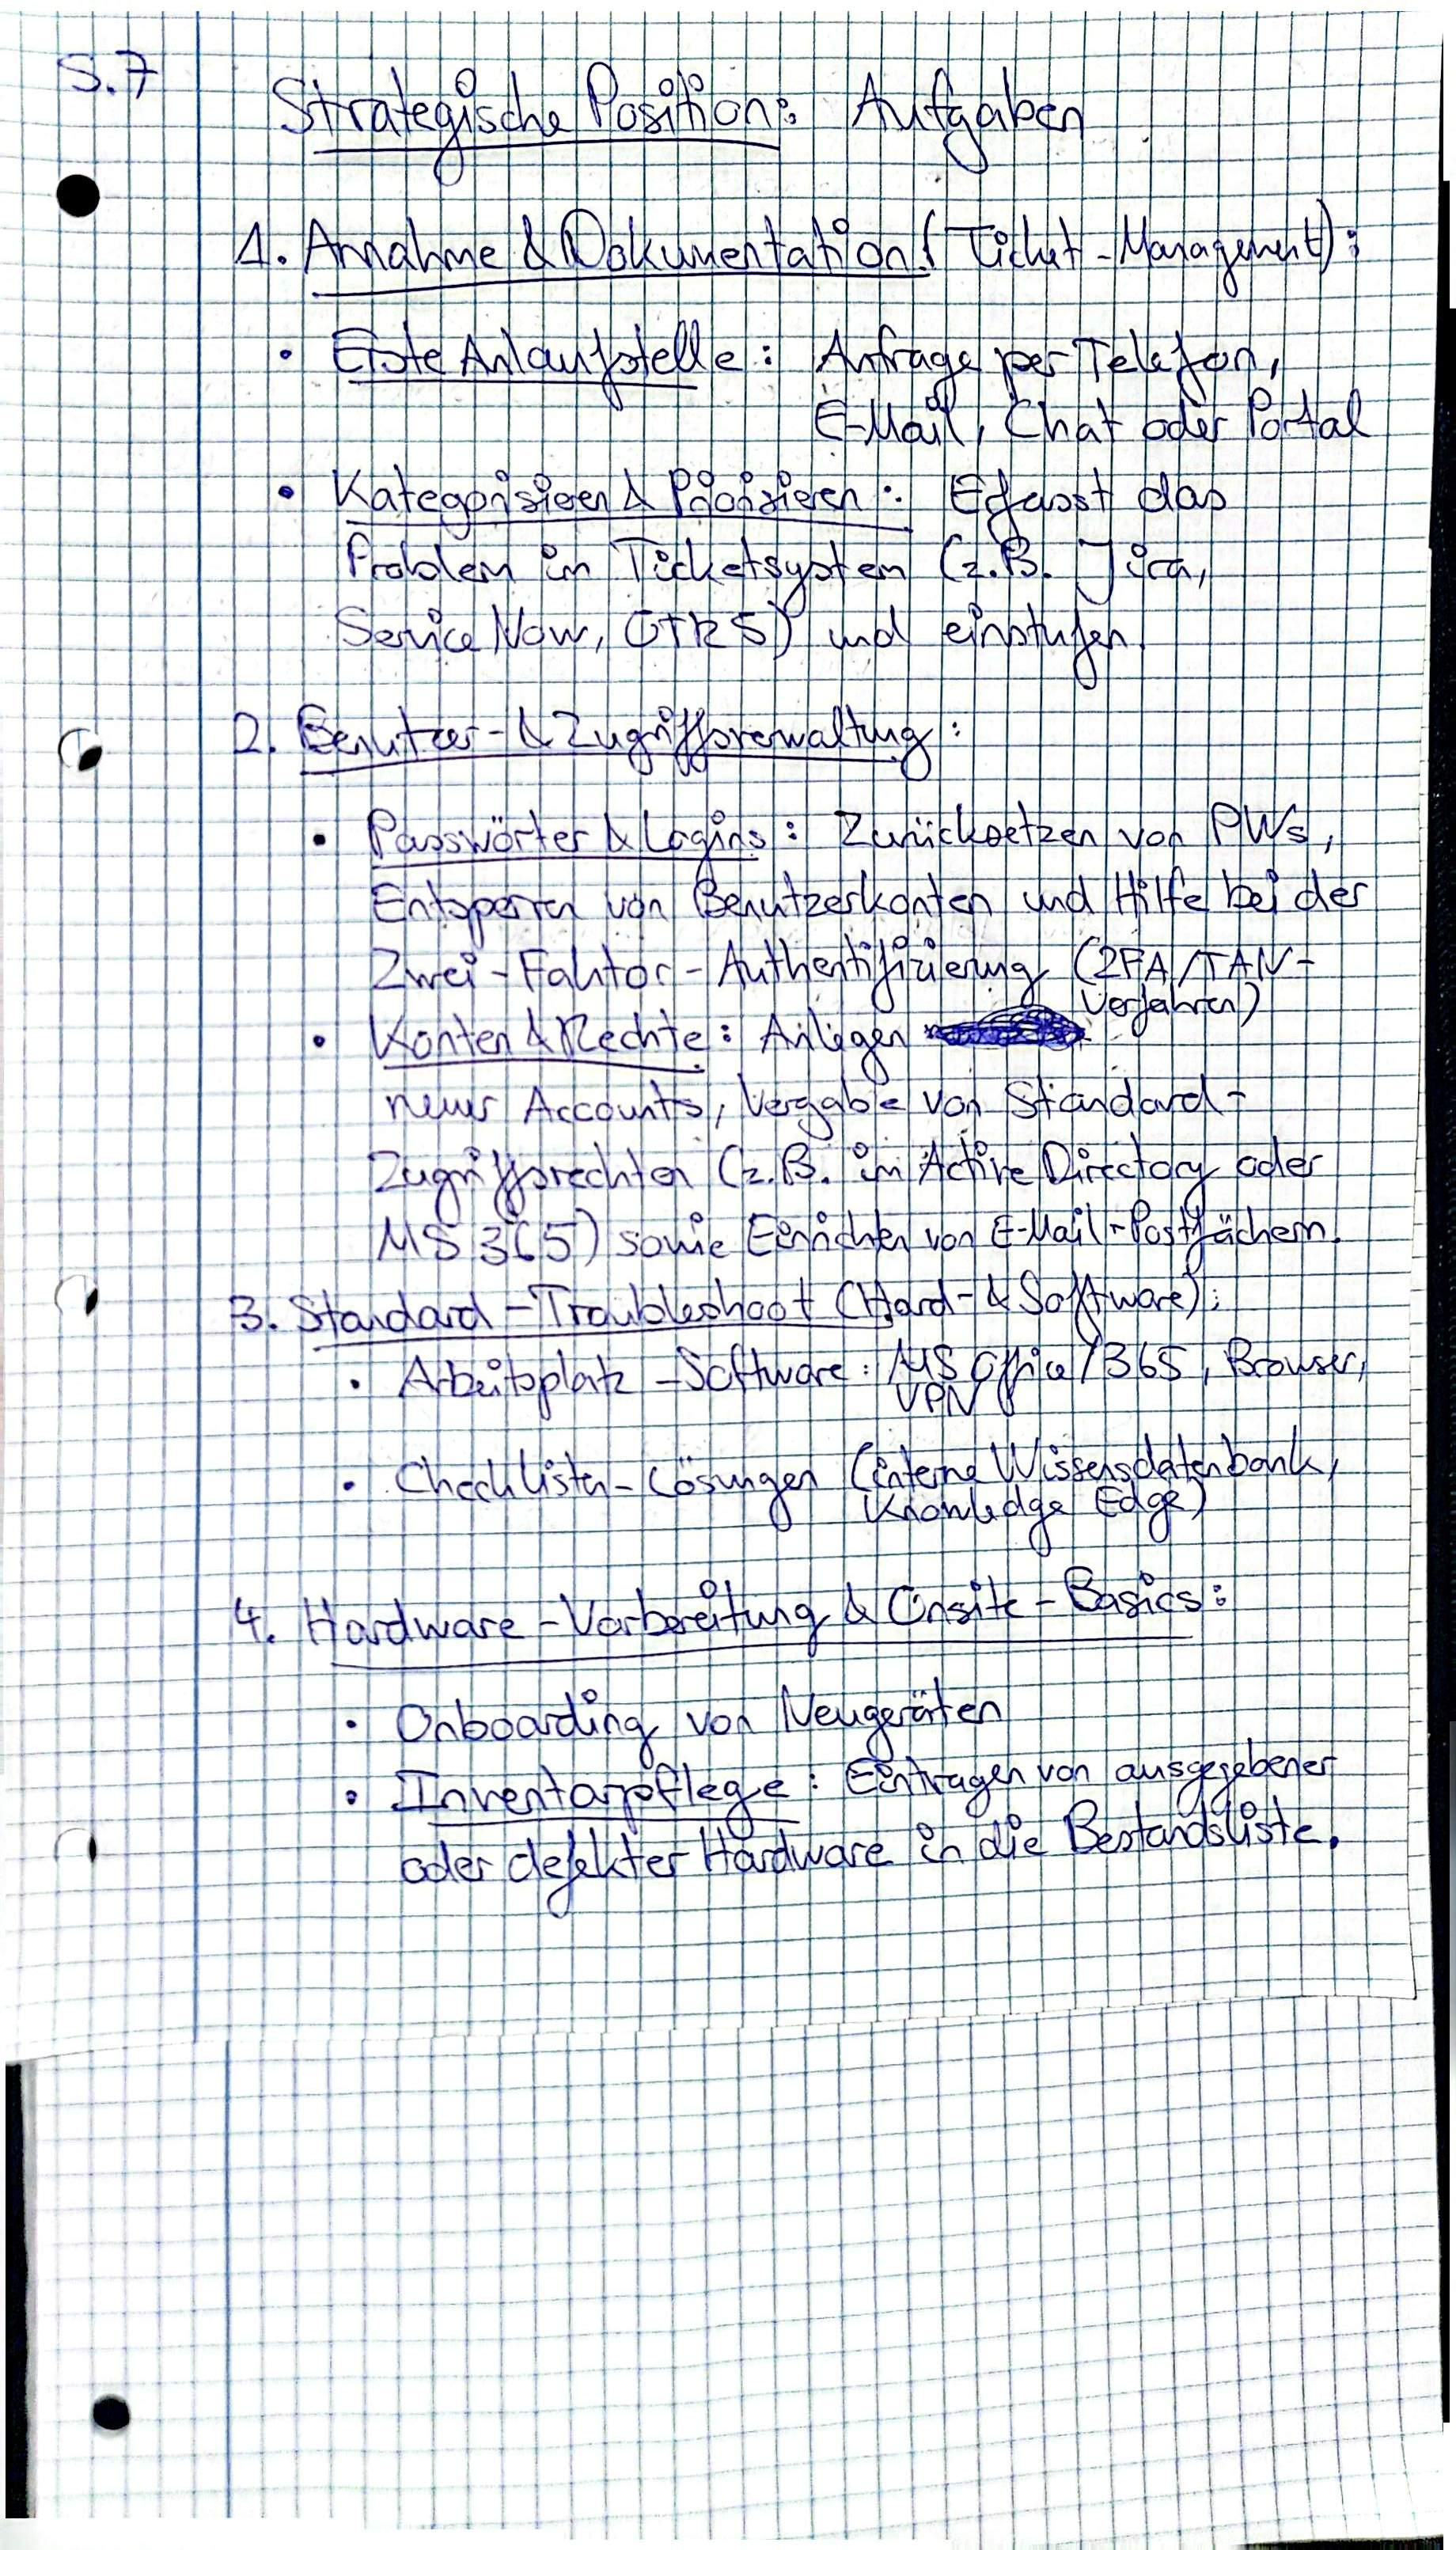 S.7
Strategische Position: Aufgaben
1. Annahme & Dokumentation (Ticket-Management):
• Erste Anlaufstelle: Anfrage per Telefon,
E-Mail, Chat oder Portal
• Kategorisieren & Priorisieren: Erfasst das
Problem im Ticketsystem (z.B. Jira,
ServiceNow, OTRS) und einstufen.
2. Benutzer- & Zugriffsverwaltung:
• Passwörter & Logins: Zurücksetzen von PWs,
Entsperren von Benutzerkonten und Hilfe bei der
Zwei-Faktor-Authentifizierung (2FA/TAN-
Verfahren)
• Konten & Rechte: Anlegen
neuer Accounts, Vergabe von Standard-
Zugriffsrechten (z.B. im Active Directory oder
MS 365) sowie Einrichten von E-Mail-Postfächern.
3. Standard-Troubleshoot (Hard- & Software):
• Arbeitsplatz-Software: MS Office/365, Browser,
VPN
• Checklisten-Lösungen (interne Wissensdatenbank,
Knowledge Edge)
4. Hardware-Vorbereitung & Onsite-Basics:
• Onboarding von Neugeräten
• Inventarpflege: Eintragen von ausgegebener
oder defekter Hardware in die Bestandsliste.